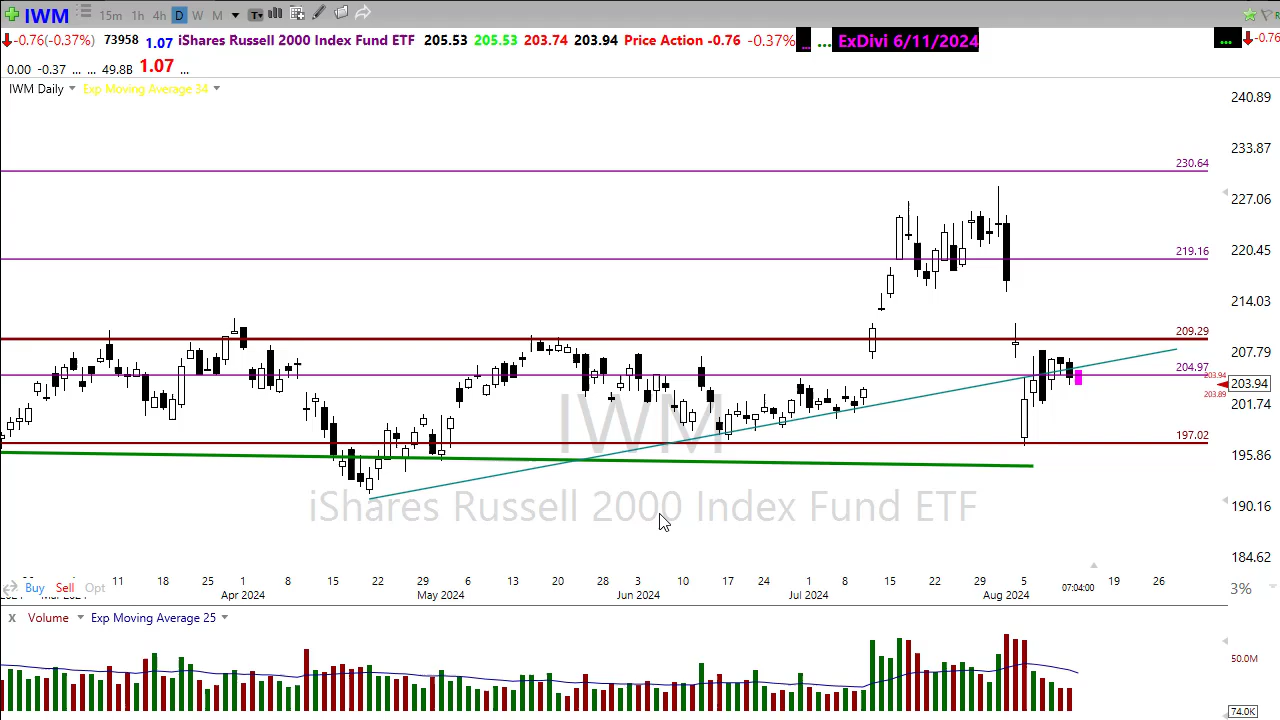 IWM 15m 1h 4h D W M
-0.76(-0.37%) 73958 1.07 iShares Russell 2000 Index Fund ETF 205.53 205.53 203.74 203.94 Price Action -0.76 -0.37% ... ... ExDivi 6/11/2024 ... -0.76
0.00 -0.37 ... ... 49.8B 1.07 ...
IWM Daily Exp Moving Average 34
240.89
233.87
230.64
227.06
220.45
219.16
214.03
209.29
207.79
204.97
203.94
203.94
203.89
201.74
197.02
195.86
190.16
184.62
IWM
iShares Russell 2000 Index Fund ETF
11 18 25 1 8 15 22 29 6 13 20 28 3 10 17 24 1 8 15 22 29 5 19 26
Apr 2024 May 2024 Jun 2024 Jul 2024 Aug 2024 07:04:00
Buy Sell Opt 3%
x Volume Exp Moving Average 25
50.0M
74.0K